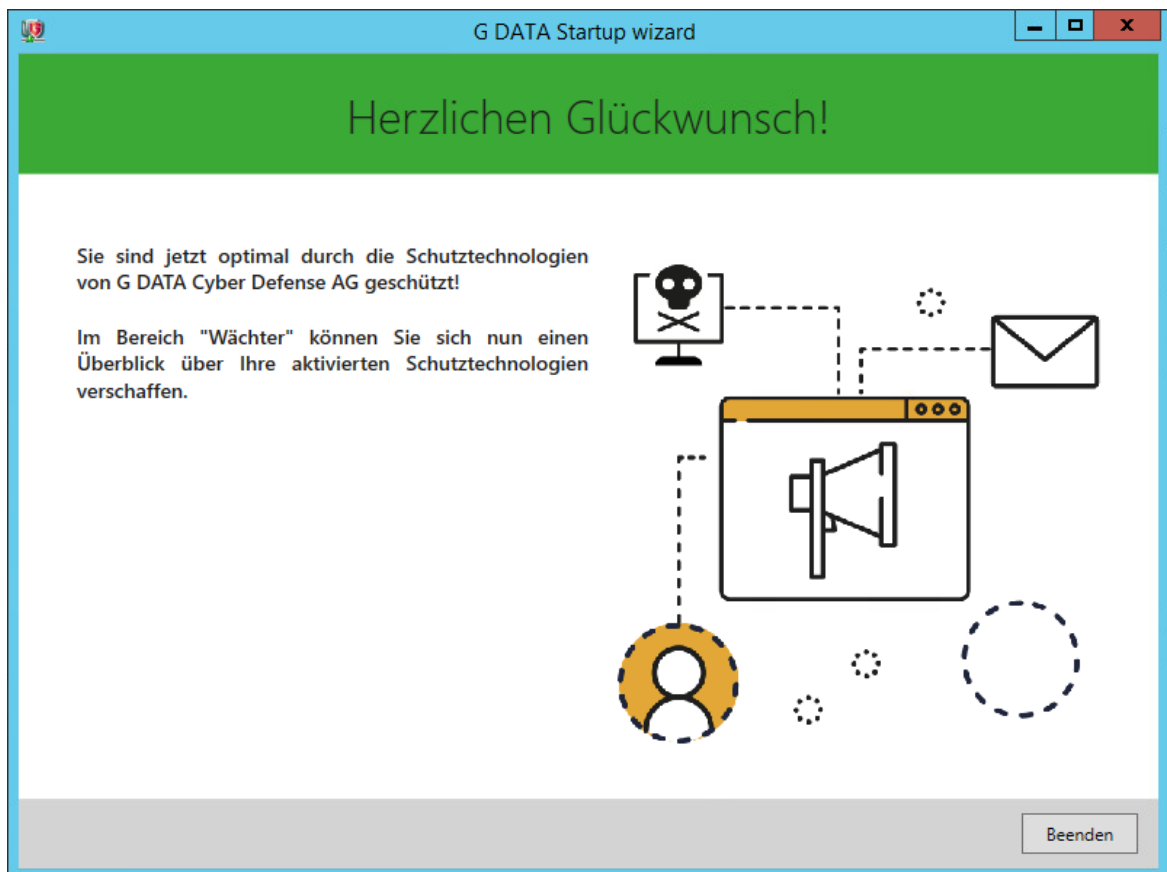 G DATA Startup wizard
Herzlichen Glückwunsch!
Sie sind jetzt optimal durch die Schutztechnologien
von G DATA Cyber Defense AG geschützt!
Im Bereich "Wächter" können Sie sich nun einen
Überblick über Ihre aktivierten Schutztechnologien
verschaffen.
Beenden